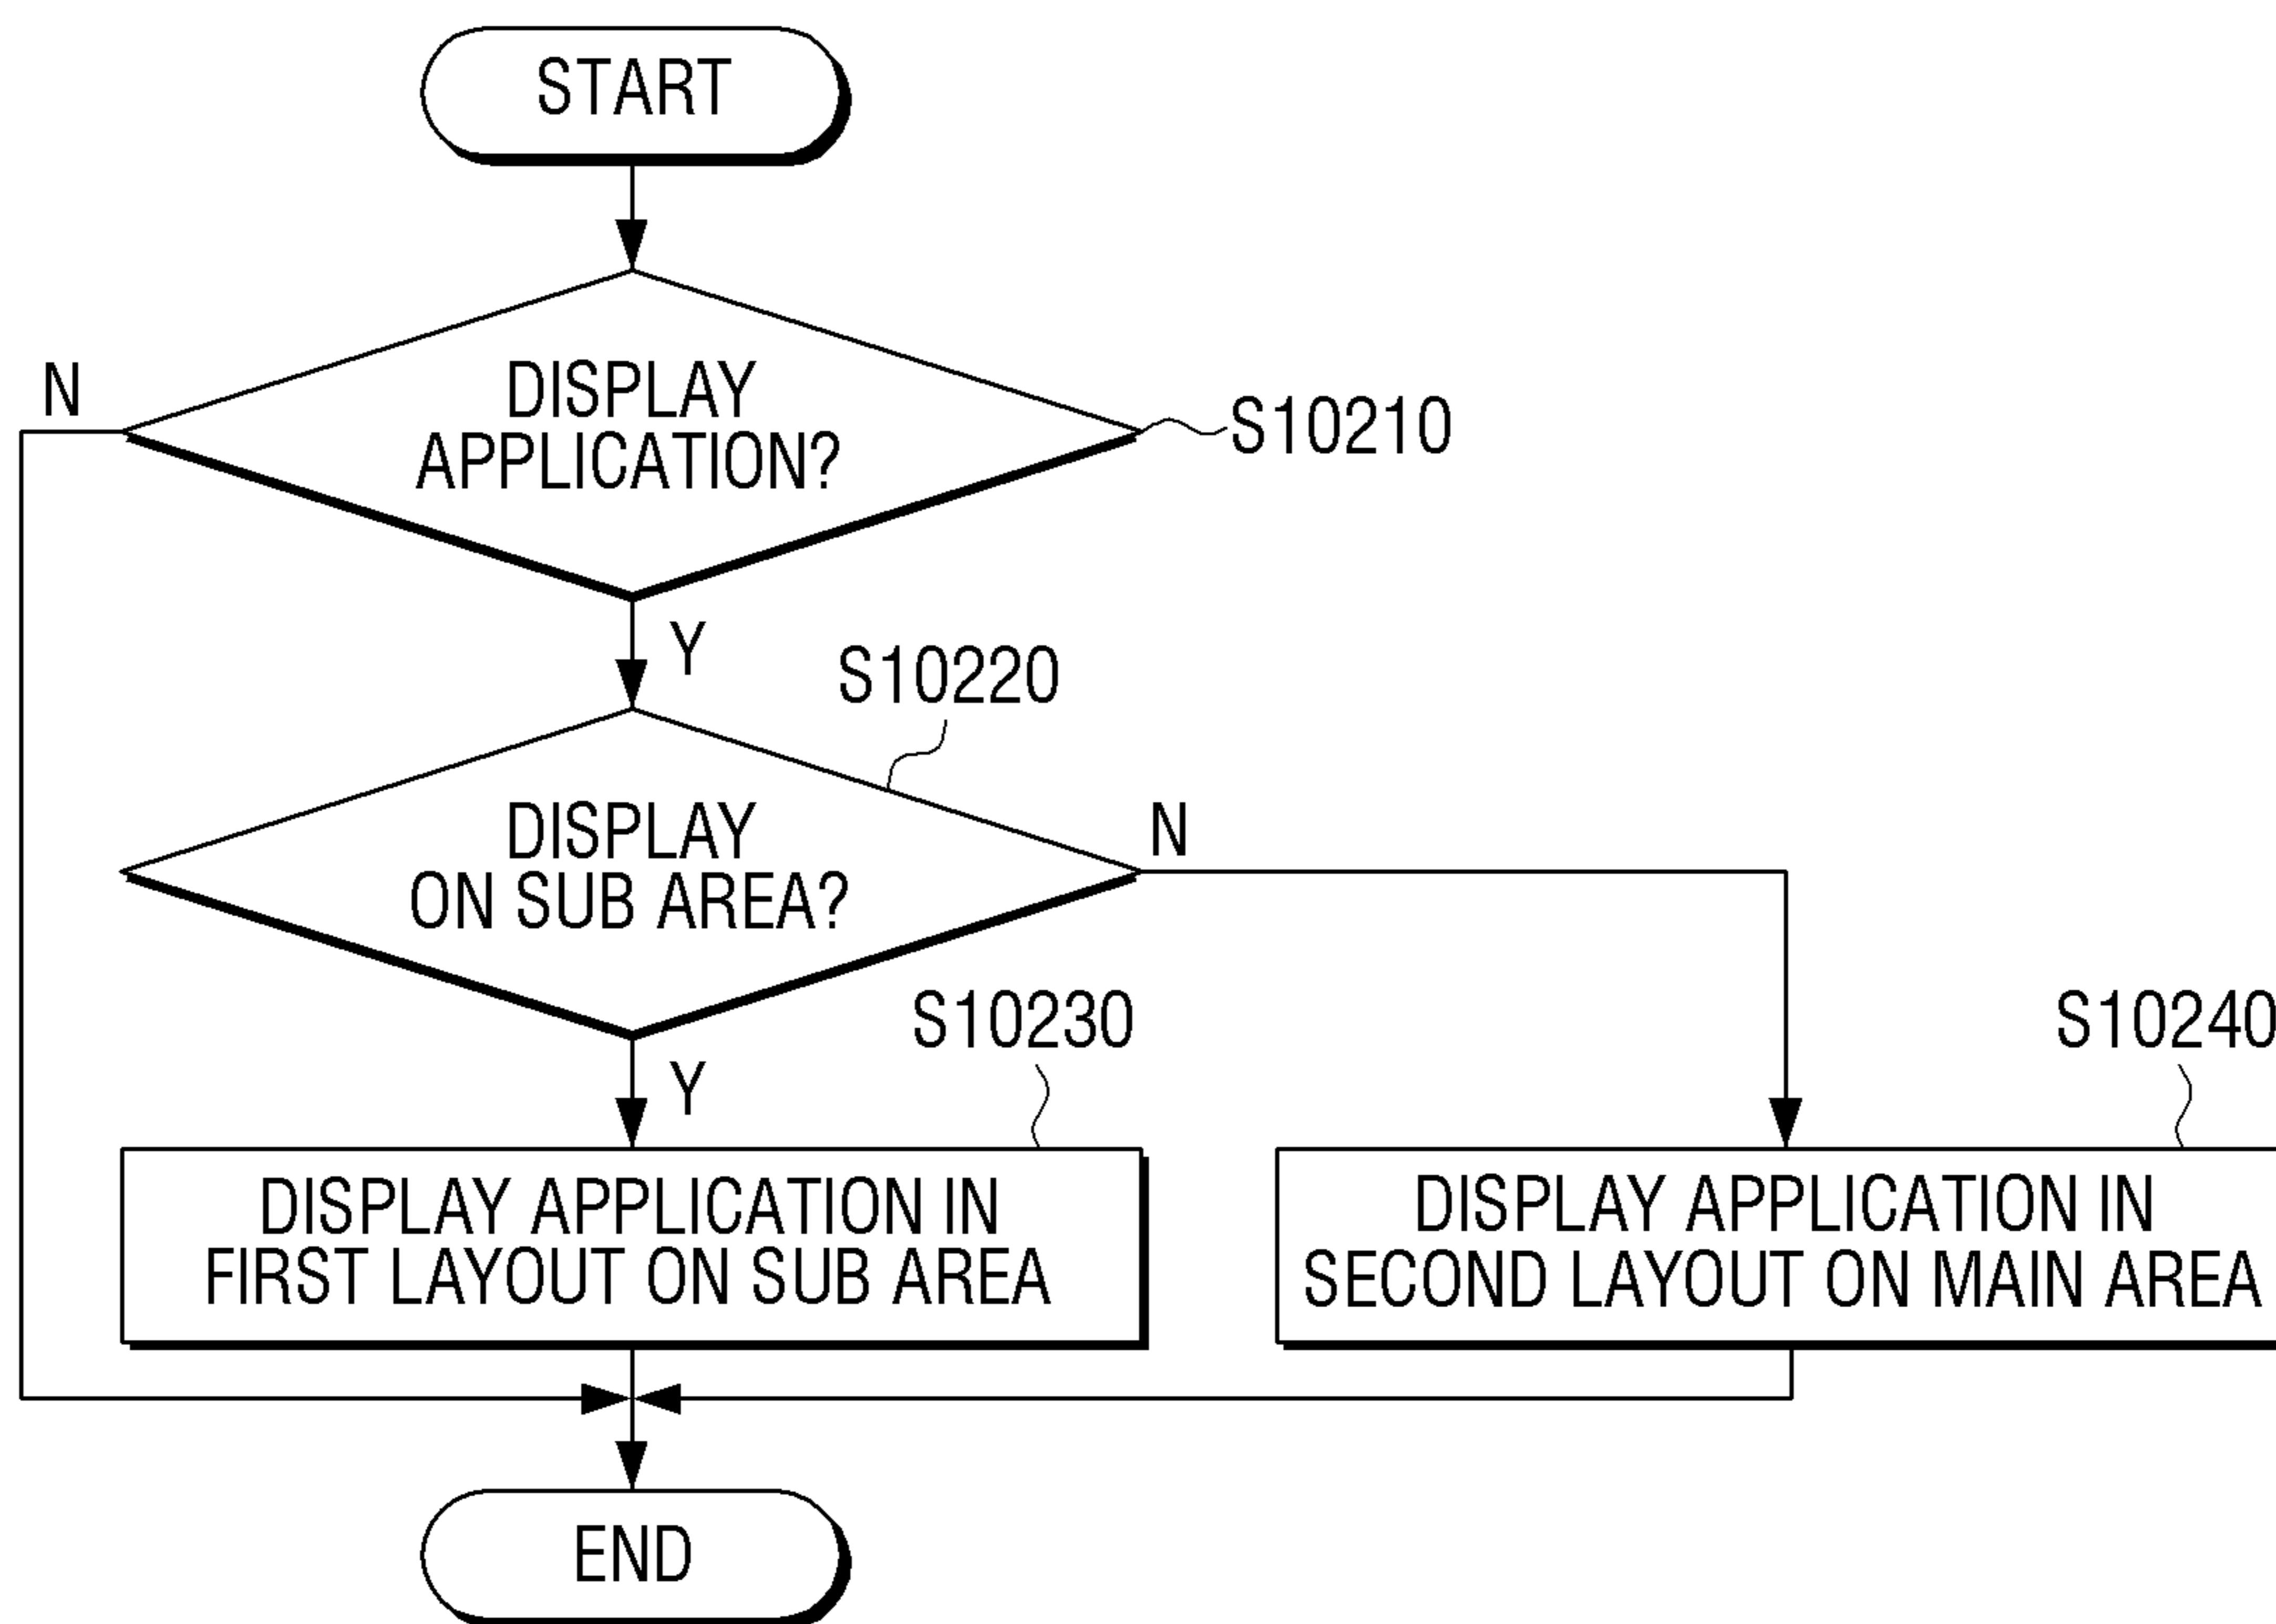 START
DISPLAY
APPLICATION?
N
S10210
Y
S10220
DISPLAY
ON SUB AREA?
N
Y
S10230
S10240
DISPLAY APPLICATION IN
FIRST LAYOUT ON SUB AREA
DISPLAY APPLICATION IN
SECOND LAYOUT ON MAIN AREA
END